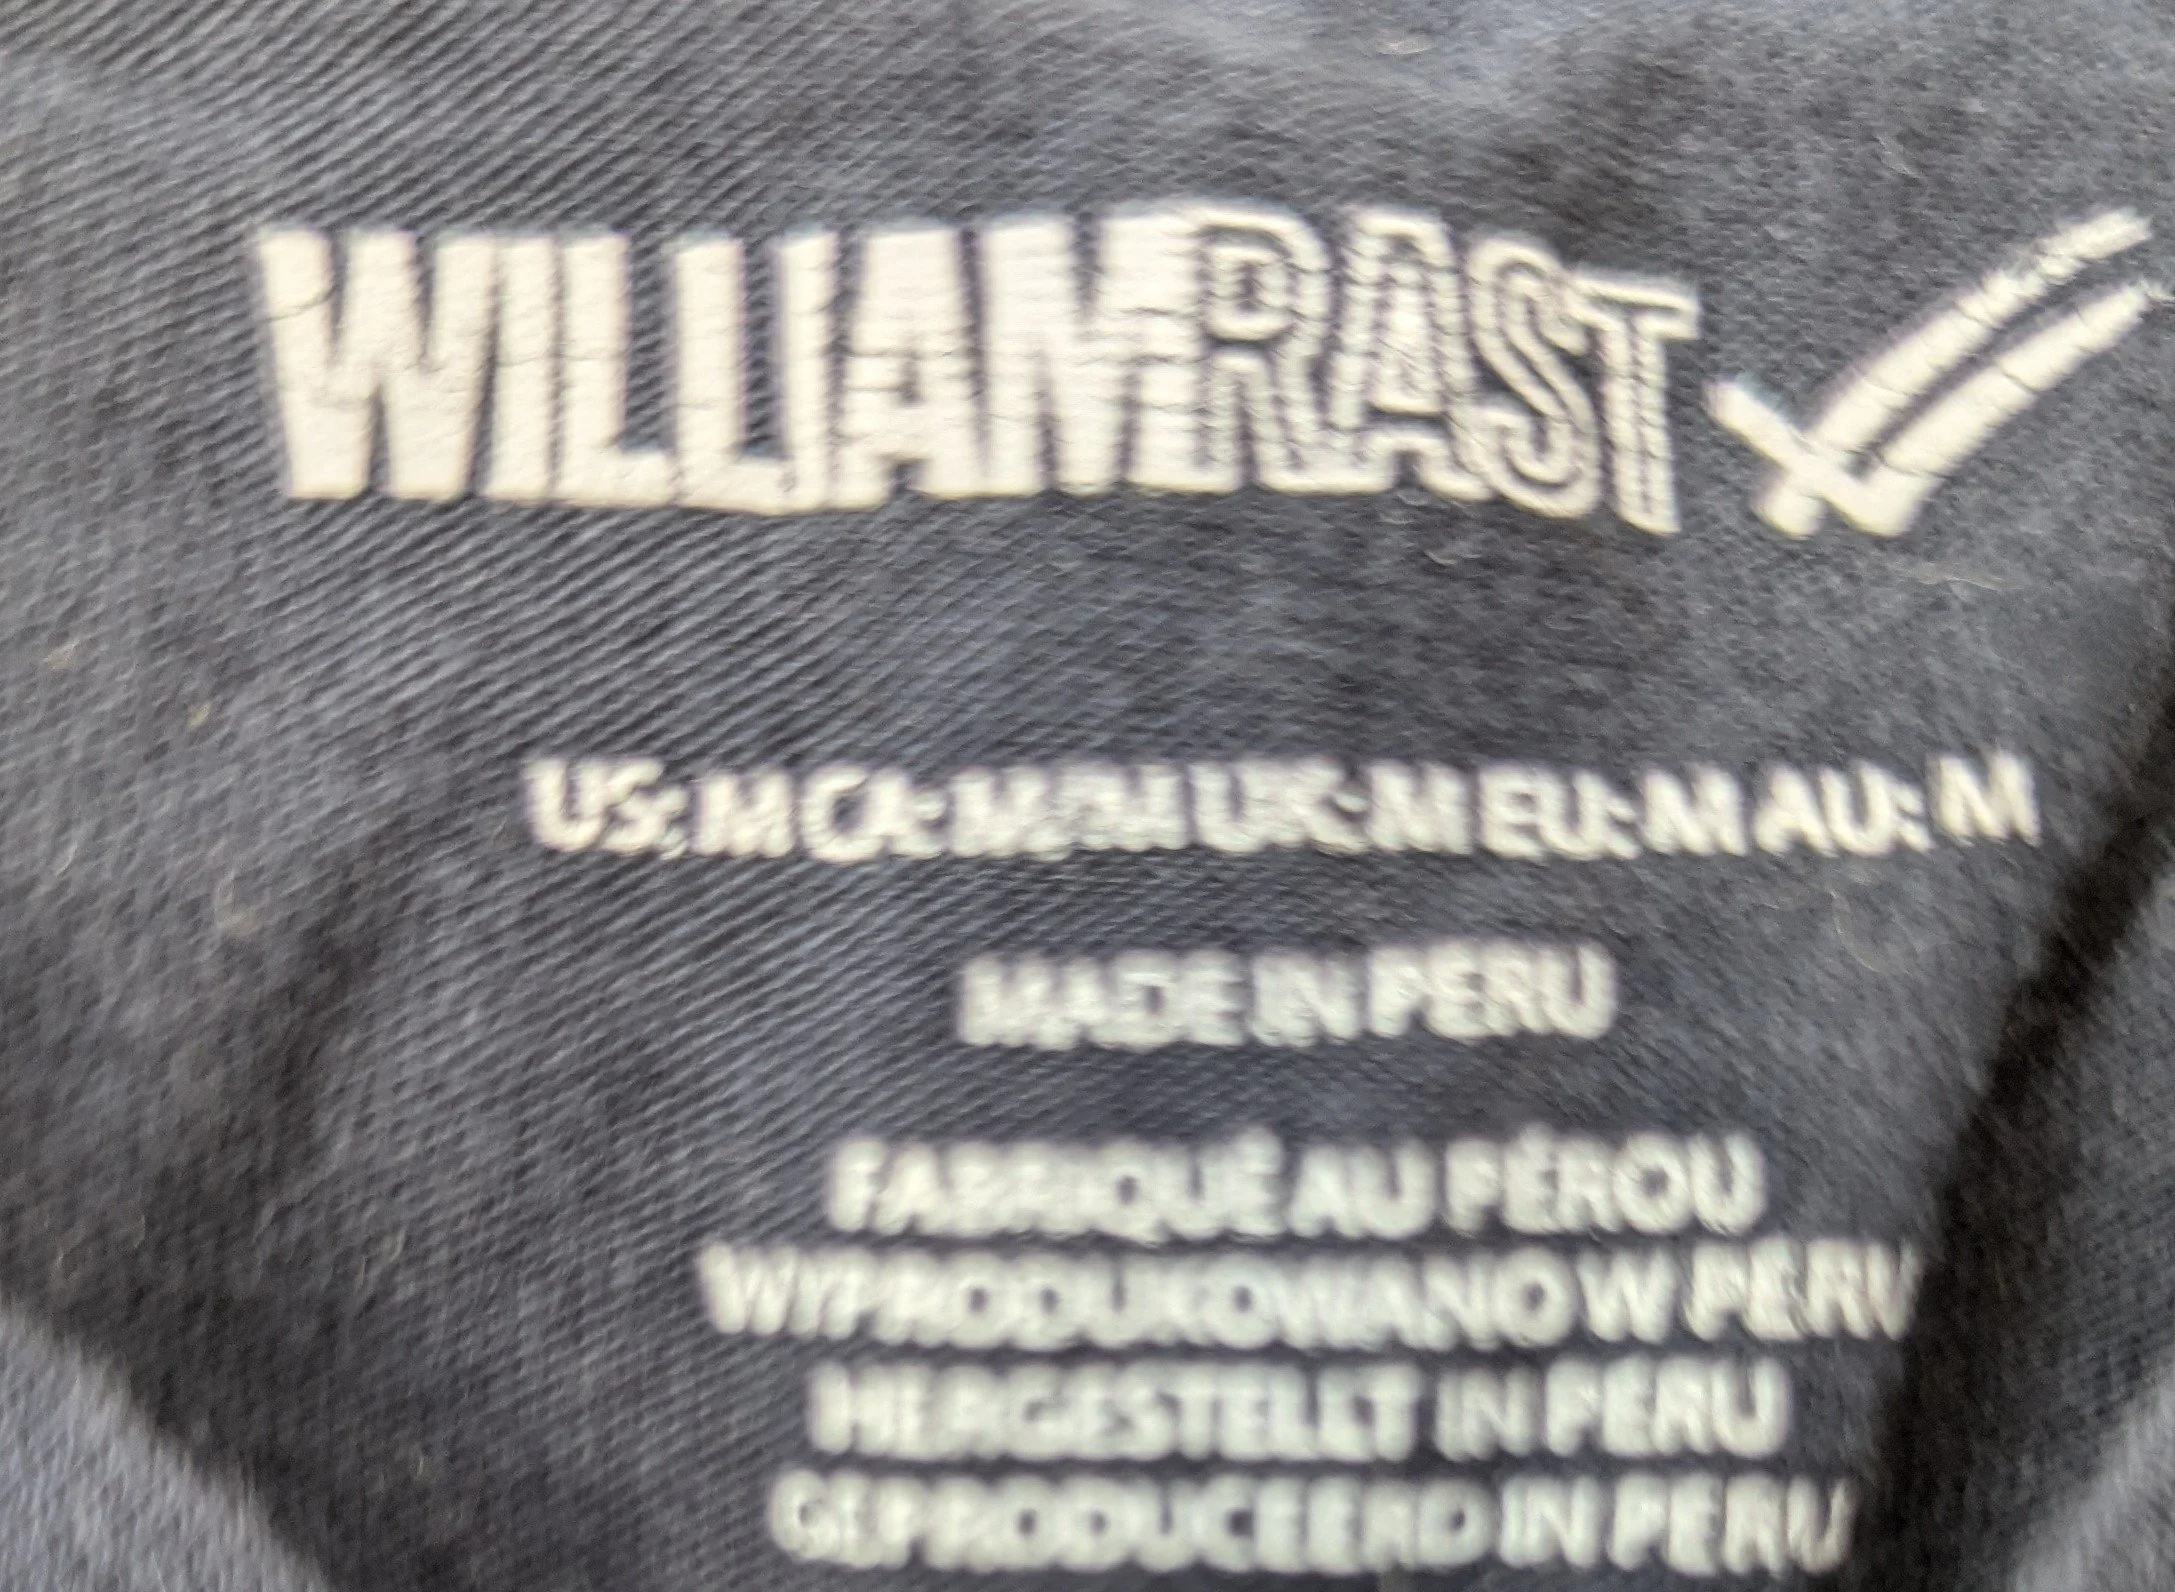 WILLIAMRAST
US: M CA: M/M UK: M EU: M AU: M
MADE IN PERU
FABRIQUÉ AU PÉROU
WYPRODUKOWANO W PERU
HERGESTELLT IN PERU
GEPRODUCEERD IN PERU